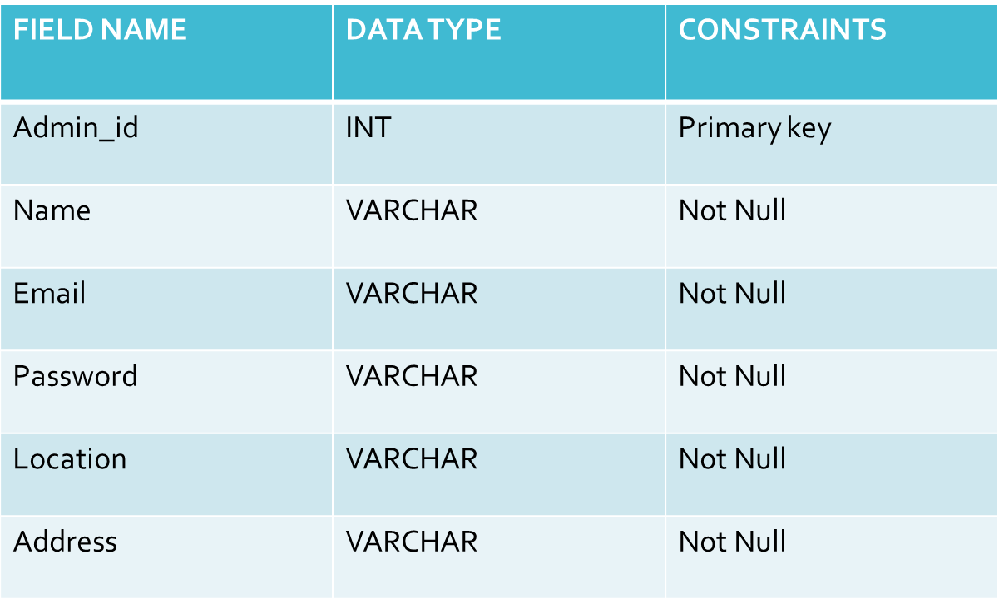 FIELD NAME DATA TYPE CONSTRAINTS
Admin_id INT Primary key
Name VARCHAR Not Null
Email VARCHAR Not Null
Password VARCHAR Not Null
Location VARCHAR Not Null
Address VARCHAR Not Null